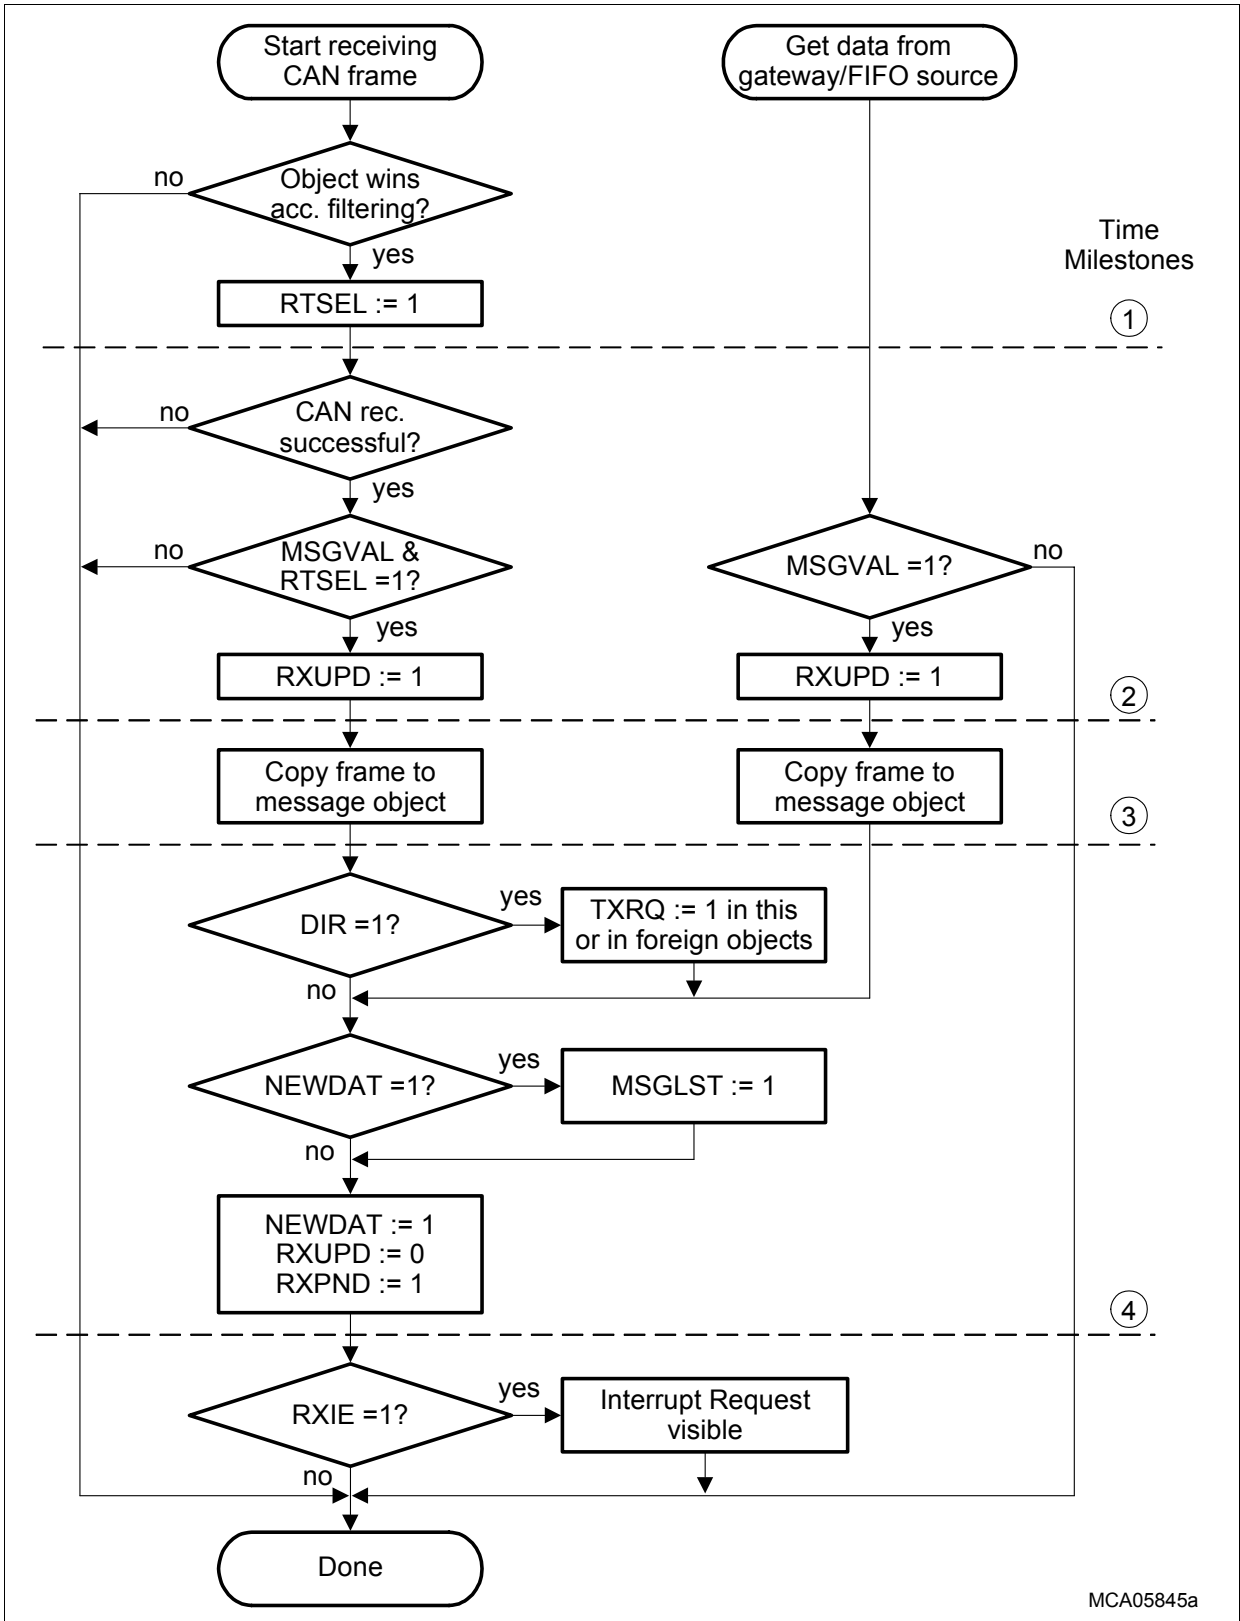 Start receiving
CAN frame
Get data from
gateway/FIFO source
no
Object wins
acc. filtering?
yes
Time
Milestones
RTSEL := 1
1
no
CAN rec.
successful?
yes
no
MSGVAL &
RTSEL =1?
yes
MSGVAL =1?
no
yes
RXUPD := 1
RXUPD := 1
2
Copy frame to
message object
Copy frame to
message object
3
DIR =1?
yes
TXRQ := 1 in this
or in foreign objects
no
NEWDAT =1?
yes
MSGLST := 1
no
NEWDAT := 1
RXUPD := 0
RXPND := 1
4
RXIE =1?
yes
Interrupt Request
visible
no
Done
MCA05845a